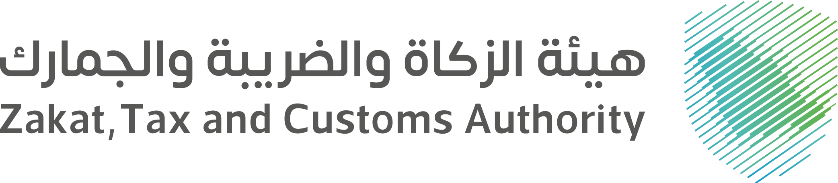 هيئة الزكاة والضريبة والجمارك
Zakat, Tax and Customs Authority